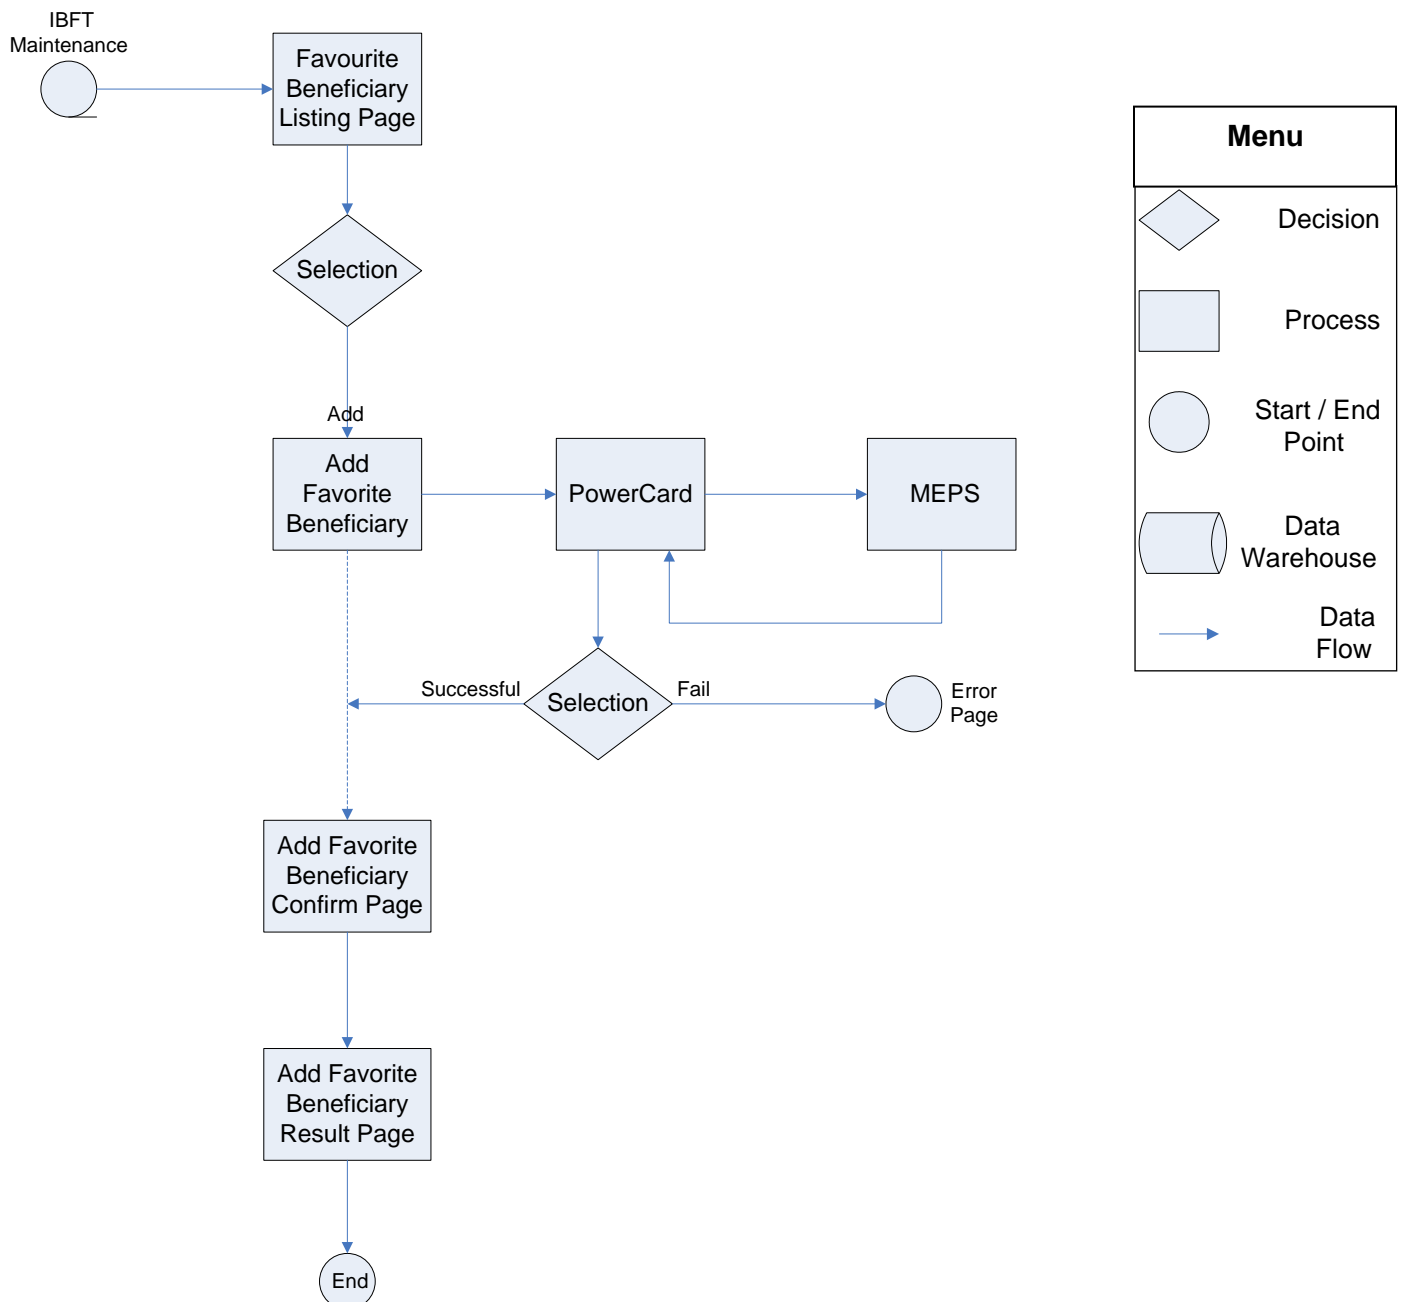 IBFT
Maintenance
Favourite
Beneficiary
Listing Page
Selection
Add
Add
Favorite
Beneficiary
PowerCard
MEPS
Successful
Selection
Fail
Error
Page
Add Favorite
Beneficiary
Confirm Page
Add Favorite
Beneficiary
Result Page
End
Menu
Decision
Process
Start / End
Point
Data
Warehouse
Data
Flow